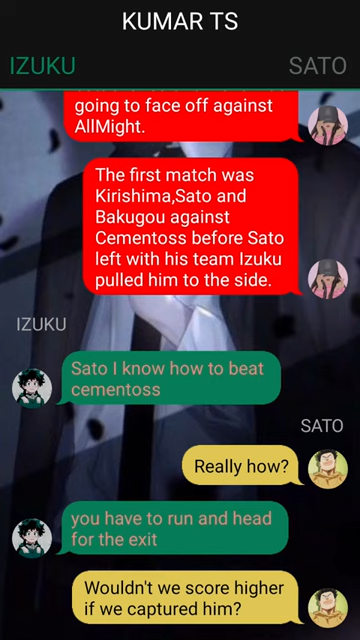 KUMAR TS
IZUKU
SATO
going to face off against
AllMight.
The first match was
Kirishima,Sato and
Bakugou against
Cementoss before Sato
left with his team Izuku
pulled him to the side.
IZUKU
Sato I know how to beat
cementoss
SATO
Really how?
you have to run and head
for the exit
Wouldn't we score higher
if we captured him?